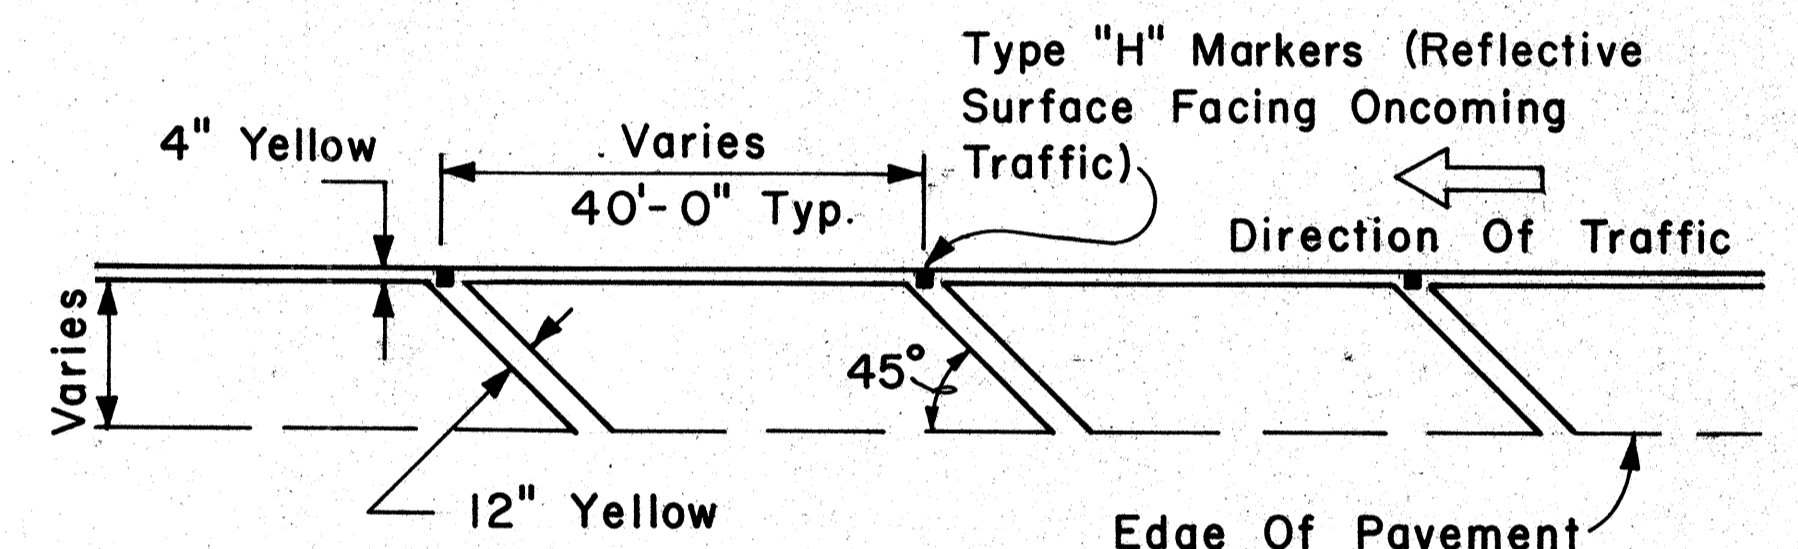 Type "H" Markers (Reflective
Surface Facing Oncoming
Traffic)
4" Yellow
Varies
40'-0" Typ.
Direction Of Traffic
Varies
45°
12" Yellow
Edge Of Pavement